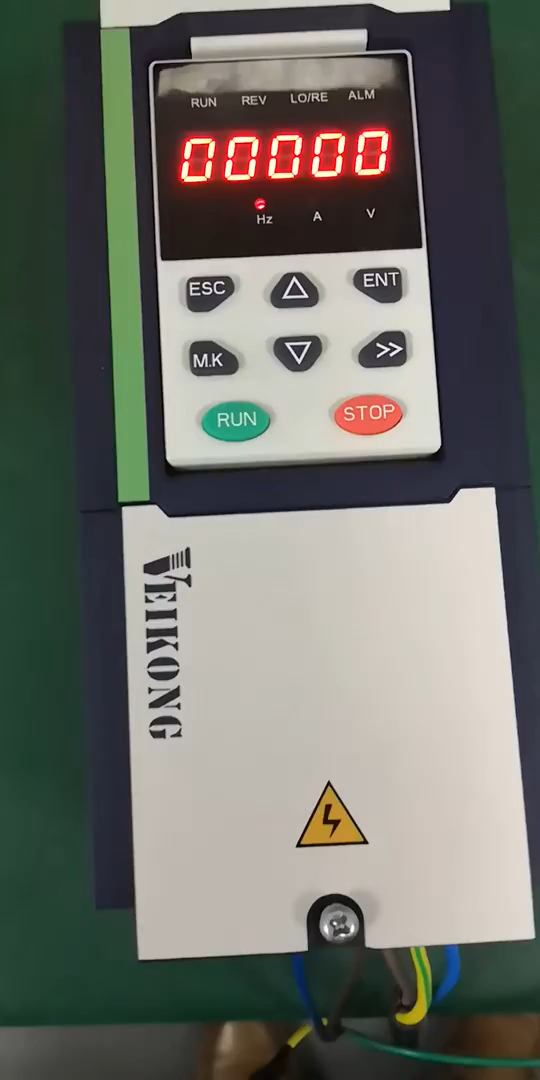 RUN REV LO/RE ALM
00000
Hz A V
ESC ENT
M.K >>
RUN STOP
VEIKONG